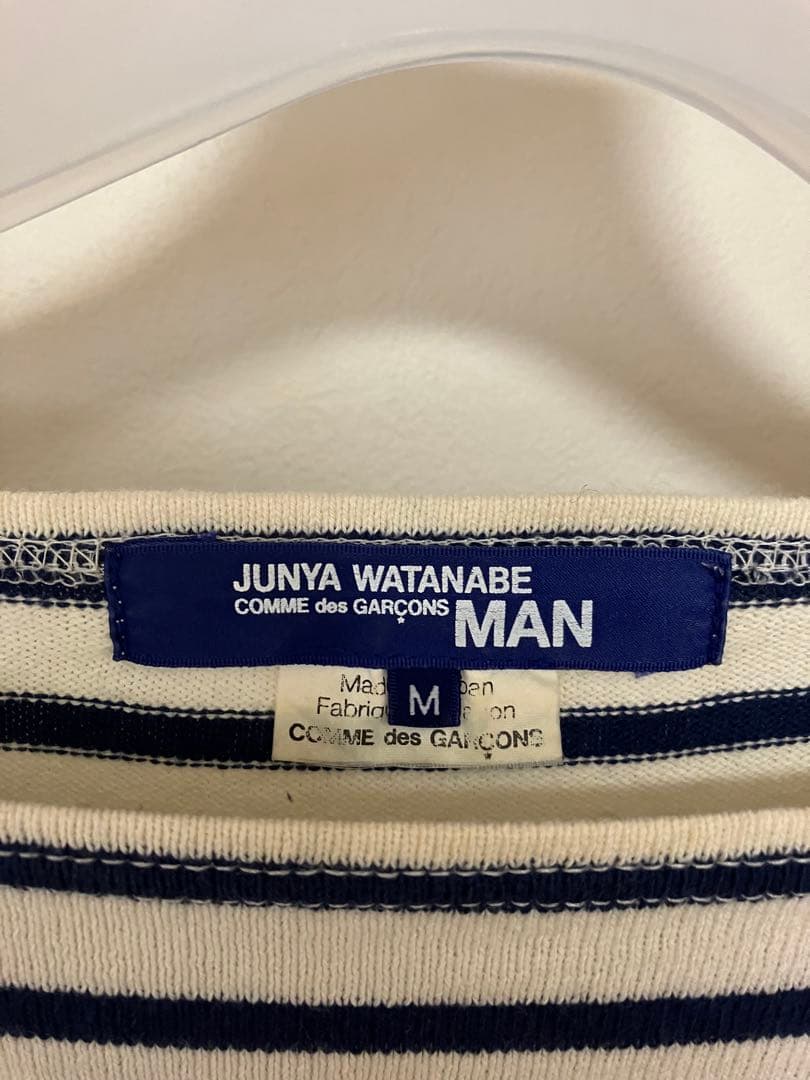 JUNYA WATANABE
COMME des GARÇONS MAN
M
COMME des GARÇONS